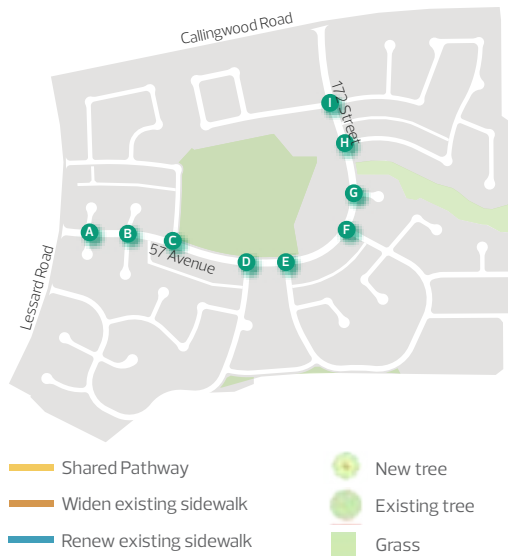 Callingwood Road
172 Street
I
H
G
F
A
B
C
D
E
57 Avenue
Lessard Road
Shared Pathway
Widen existing sidewalk
Renew existing sidewalk
New tree
Existing tree
Grass